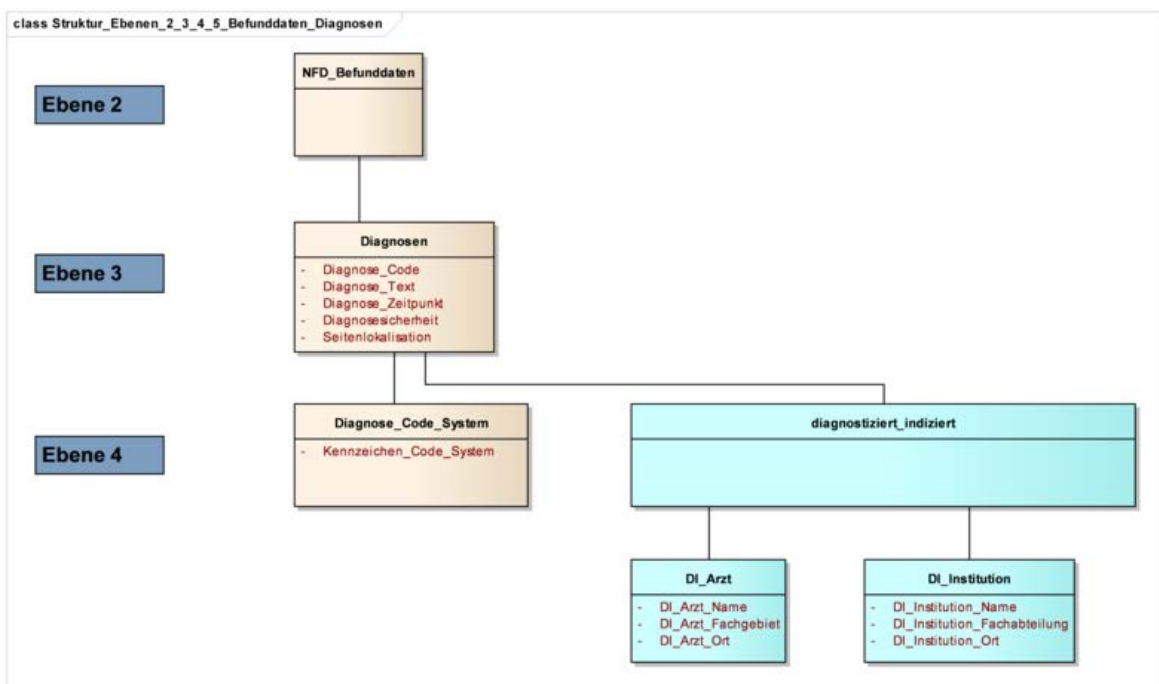 class Struktur_Ebenen_2_3_4_5_Befunddaten_Diagnosen
NFD_Befunddaten
Ebene 2
Diagnosen
Ebene 3
- Diagnose_Code
- Diagnose_Text
- Diagnose_Zeitpunkt
- Diagnosesicherheit
- Seitenlokalisation
Diagnose_Code_System
- Kennzeichen_Code_System
diagnostiziert_indiziert
Ebene 4
DI_Arzt
- DI_Arzt_Name
- DI_Arzt_Fachgebiet
- DI_Arzt_Ort
DI_Institution
- DI_Institution_Name
- DI_Institution_Fachabteilung
- DI_Institution_Ort